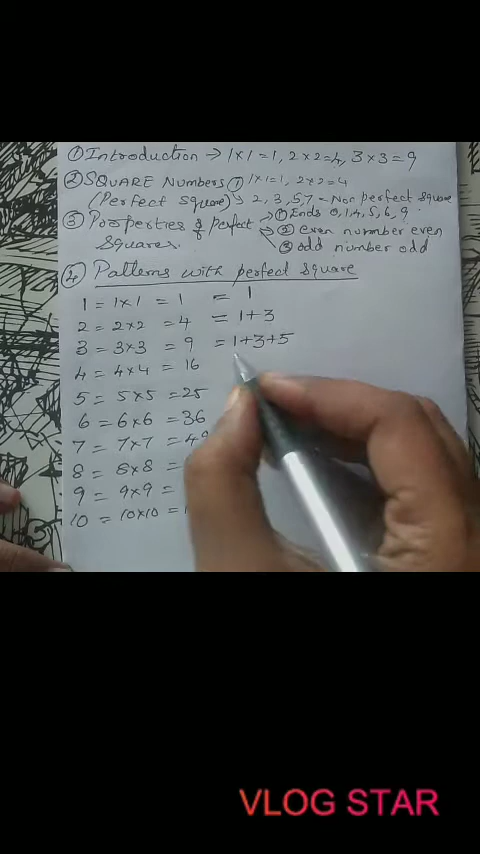 ① Introduction → 1×1=1, 2×2=4, 3×3=9
② SQUARE Numbers ① 1×1=1, 2×2=4
(Perfect square) 2, 3, 5, 7 = Non perfect square
③ Poperties of perfect squares. → ① Ends 0, 1, 4, 5, 6, 9
② even number even
③ odd number odd
④ Patterns with perfect square
1 = 1×1 = 1 = 1
2 = 2×2 = 4 = 1+3
3 = 3×3 = 9 = 1+3+5
4 = 4×4 = 16
5 = 5×5 = 25
6 = 6×6 = 36
7 = 7×7 = 49
8 = 8×8 =
9 = 9×9 =
10 = 10×10 =
VLOG STAR